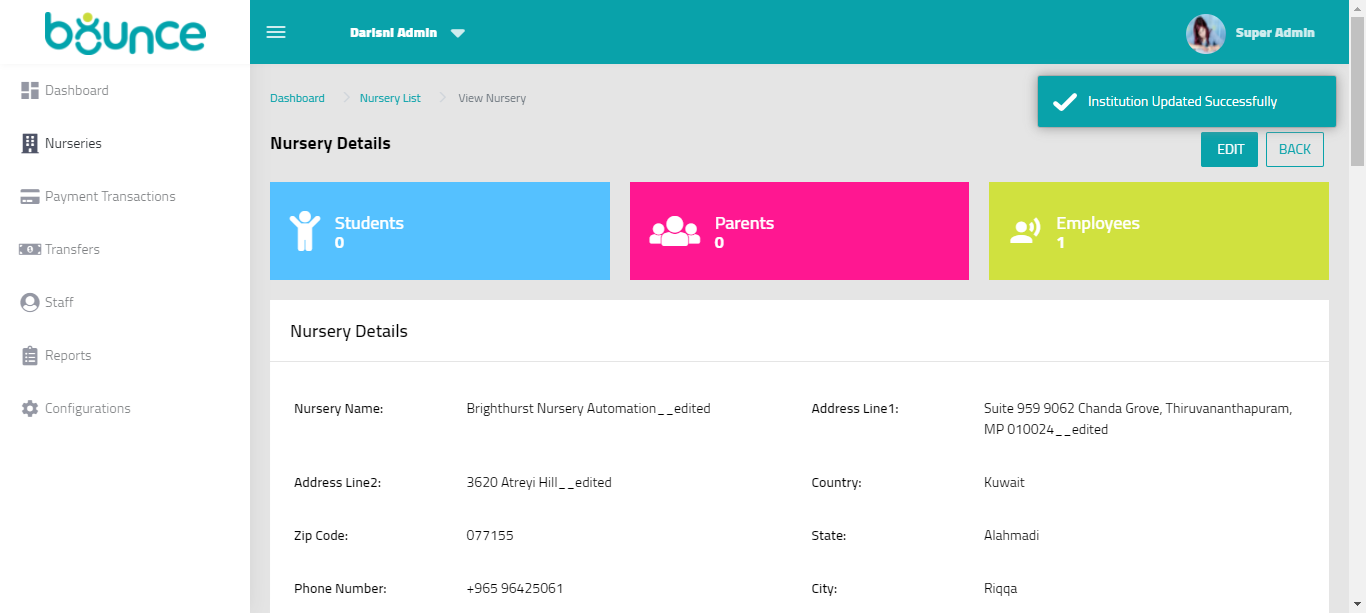 bounce
Darisni Admin
Super Admin
Dashboard
Nurseries
Payment Transactions
Transfers
Staff
Reports
Configurations
Dashboard > Nursery List > View Nursery
Institution Updated Successfully
Nursery Details
EDIT
BACK
Students
0
Parents
0
Employees
1
Nursery Details
Nursery Name: Brighthurst Nursery Automation__edited
Address Line1: Suite 959 9062 Chanda Grove, Thiruvananthapuram,
MP 010024__edited
Address Line2: 3620 Atreyi Hill__edited
Country: Kuwait
Zip Code: 077155
State: Alahmadi
Phone Number: +965 96425061
City: Riqqa